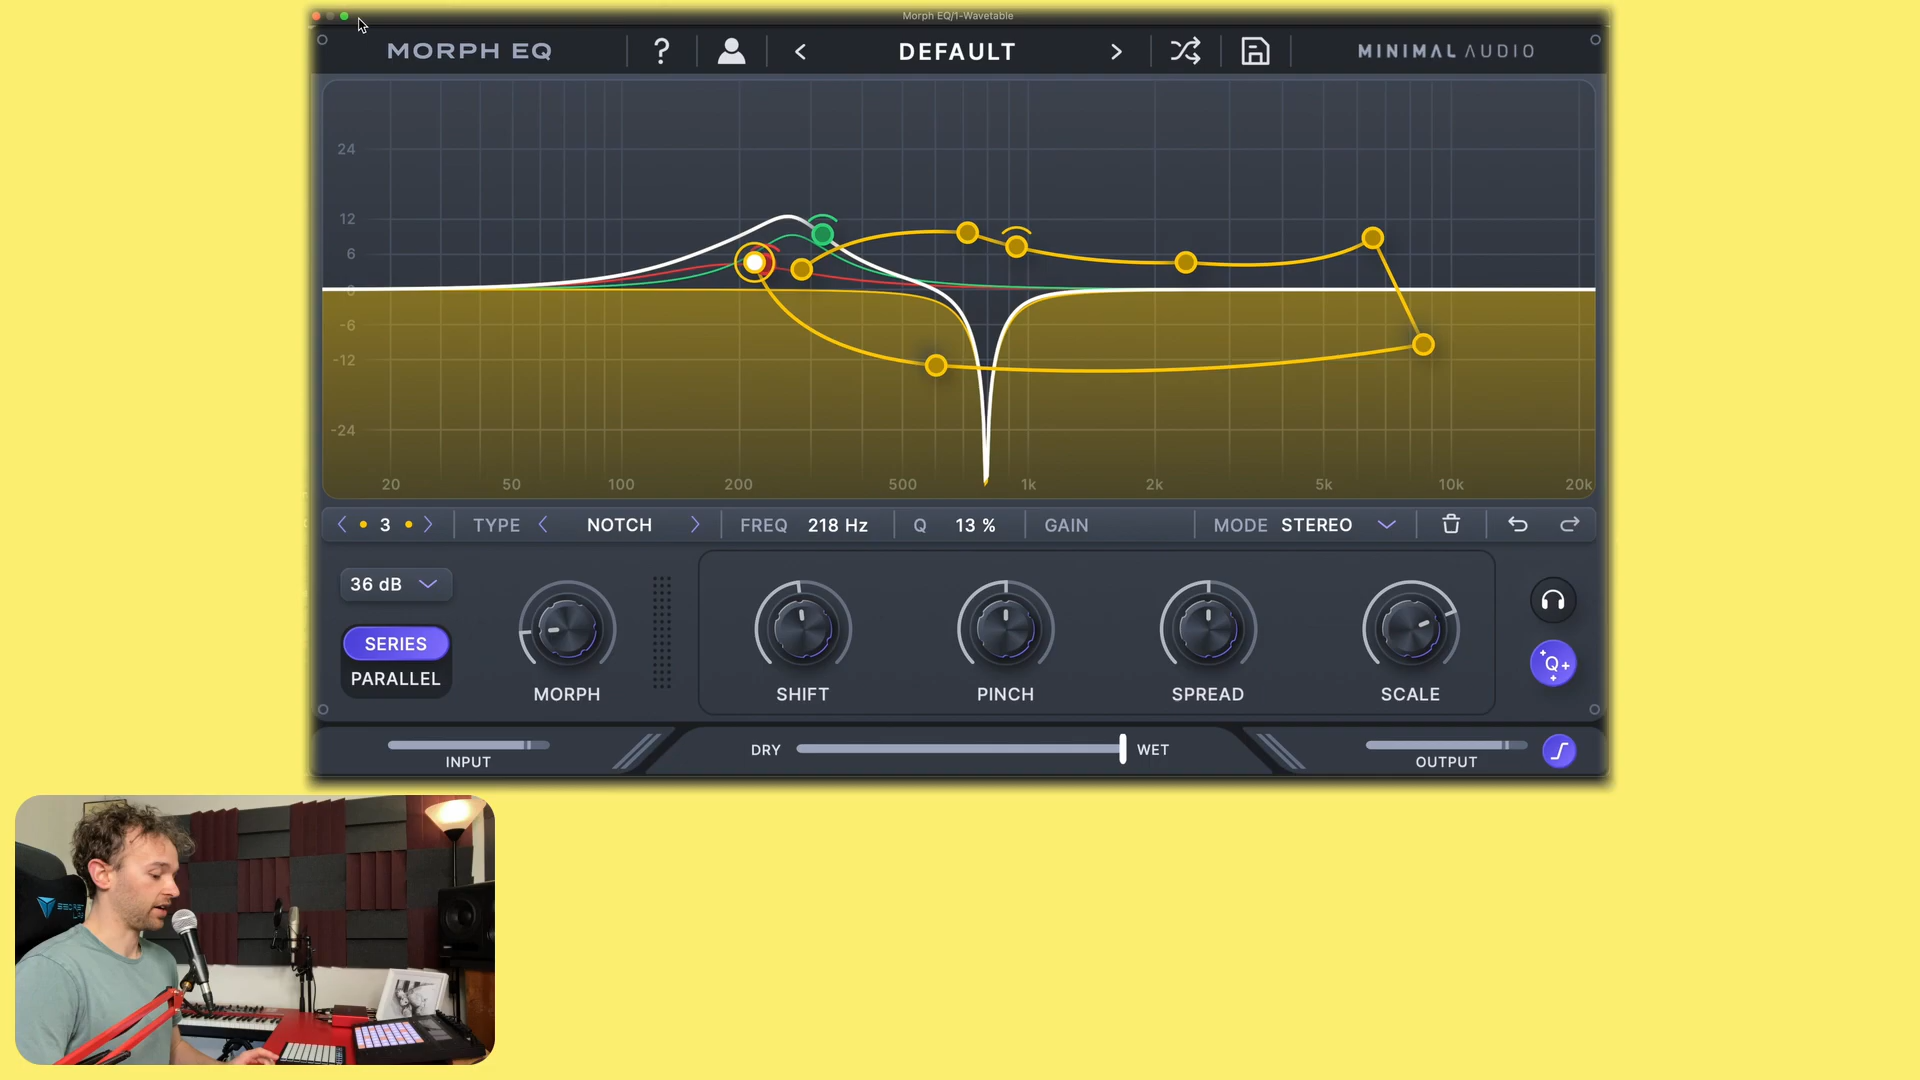 Morph EQ/1-Wavetable
MORPH EQ
?
DEFAULT
MINIMAL AUDIO
24
12
6
0
-6
-12
-24
20 50 100 200 500 1k 2k 5k 10k 20k
3 TYPE NOTCH FREQ 218 Hz Q 13 % GAIN MODE STEREO
36 dB
SERIES
PARALLEL
MORPH SHIFT PINCH SPREAD SCALE
Q
INPUT DRY WET OUTPUT
SECRET
LAB